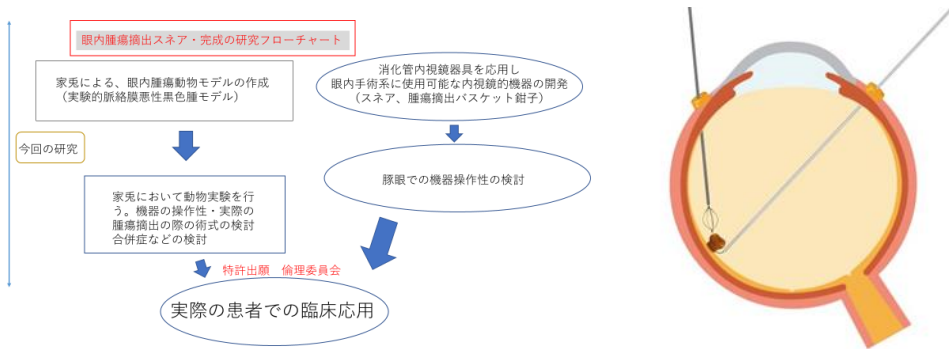 眼内腫瘍摘出スネア・完成の研究フローチャート
家兎による、眼内腫瘍動物モデルの作成
（実験的脈絡膜悪性黒色腫モデル）
消化管内視鏡器具を応用し
眼内手術系に使用可能な内視鏡的機器の開発
（スネア、腫瘍摘出バスケット鉗子）
今回の研究
豚眼での機器操作性の検討
家兎において動物実験を行
う。機器の操作性・実際の
腫瘍摘出の際の術式の検討
合併症などの検討
特許出願　倫理委員会
実際の患者での臨床応用